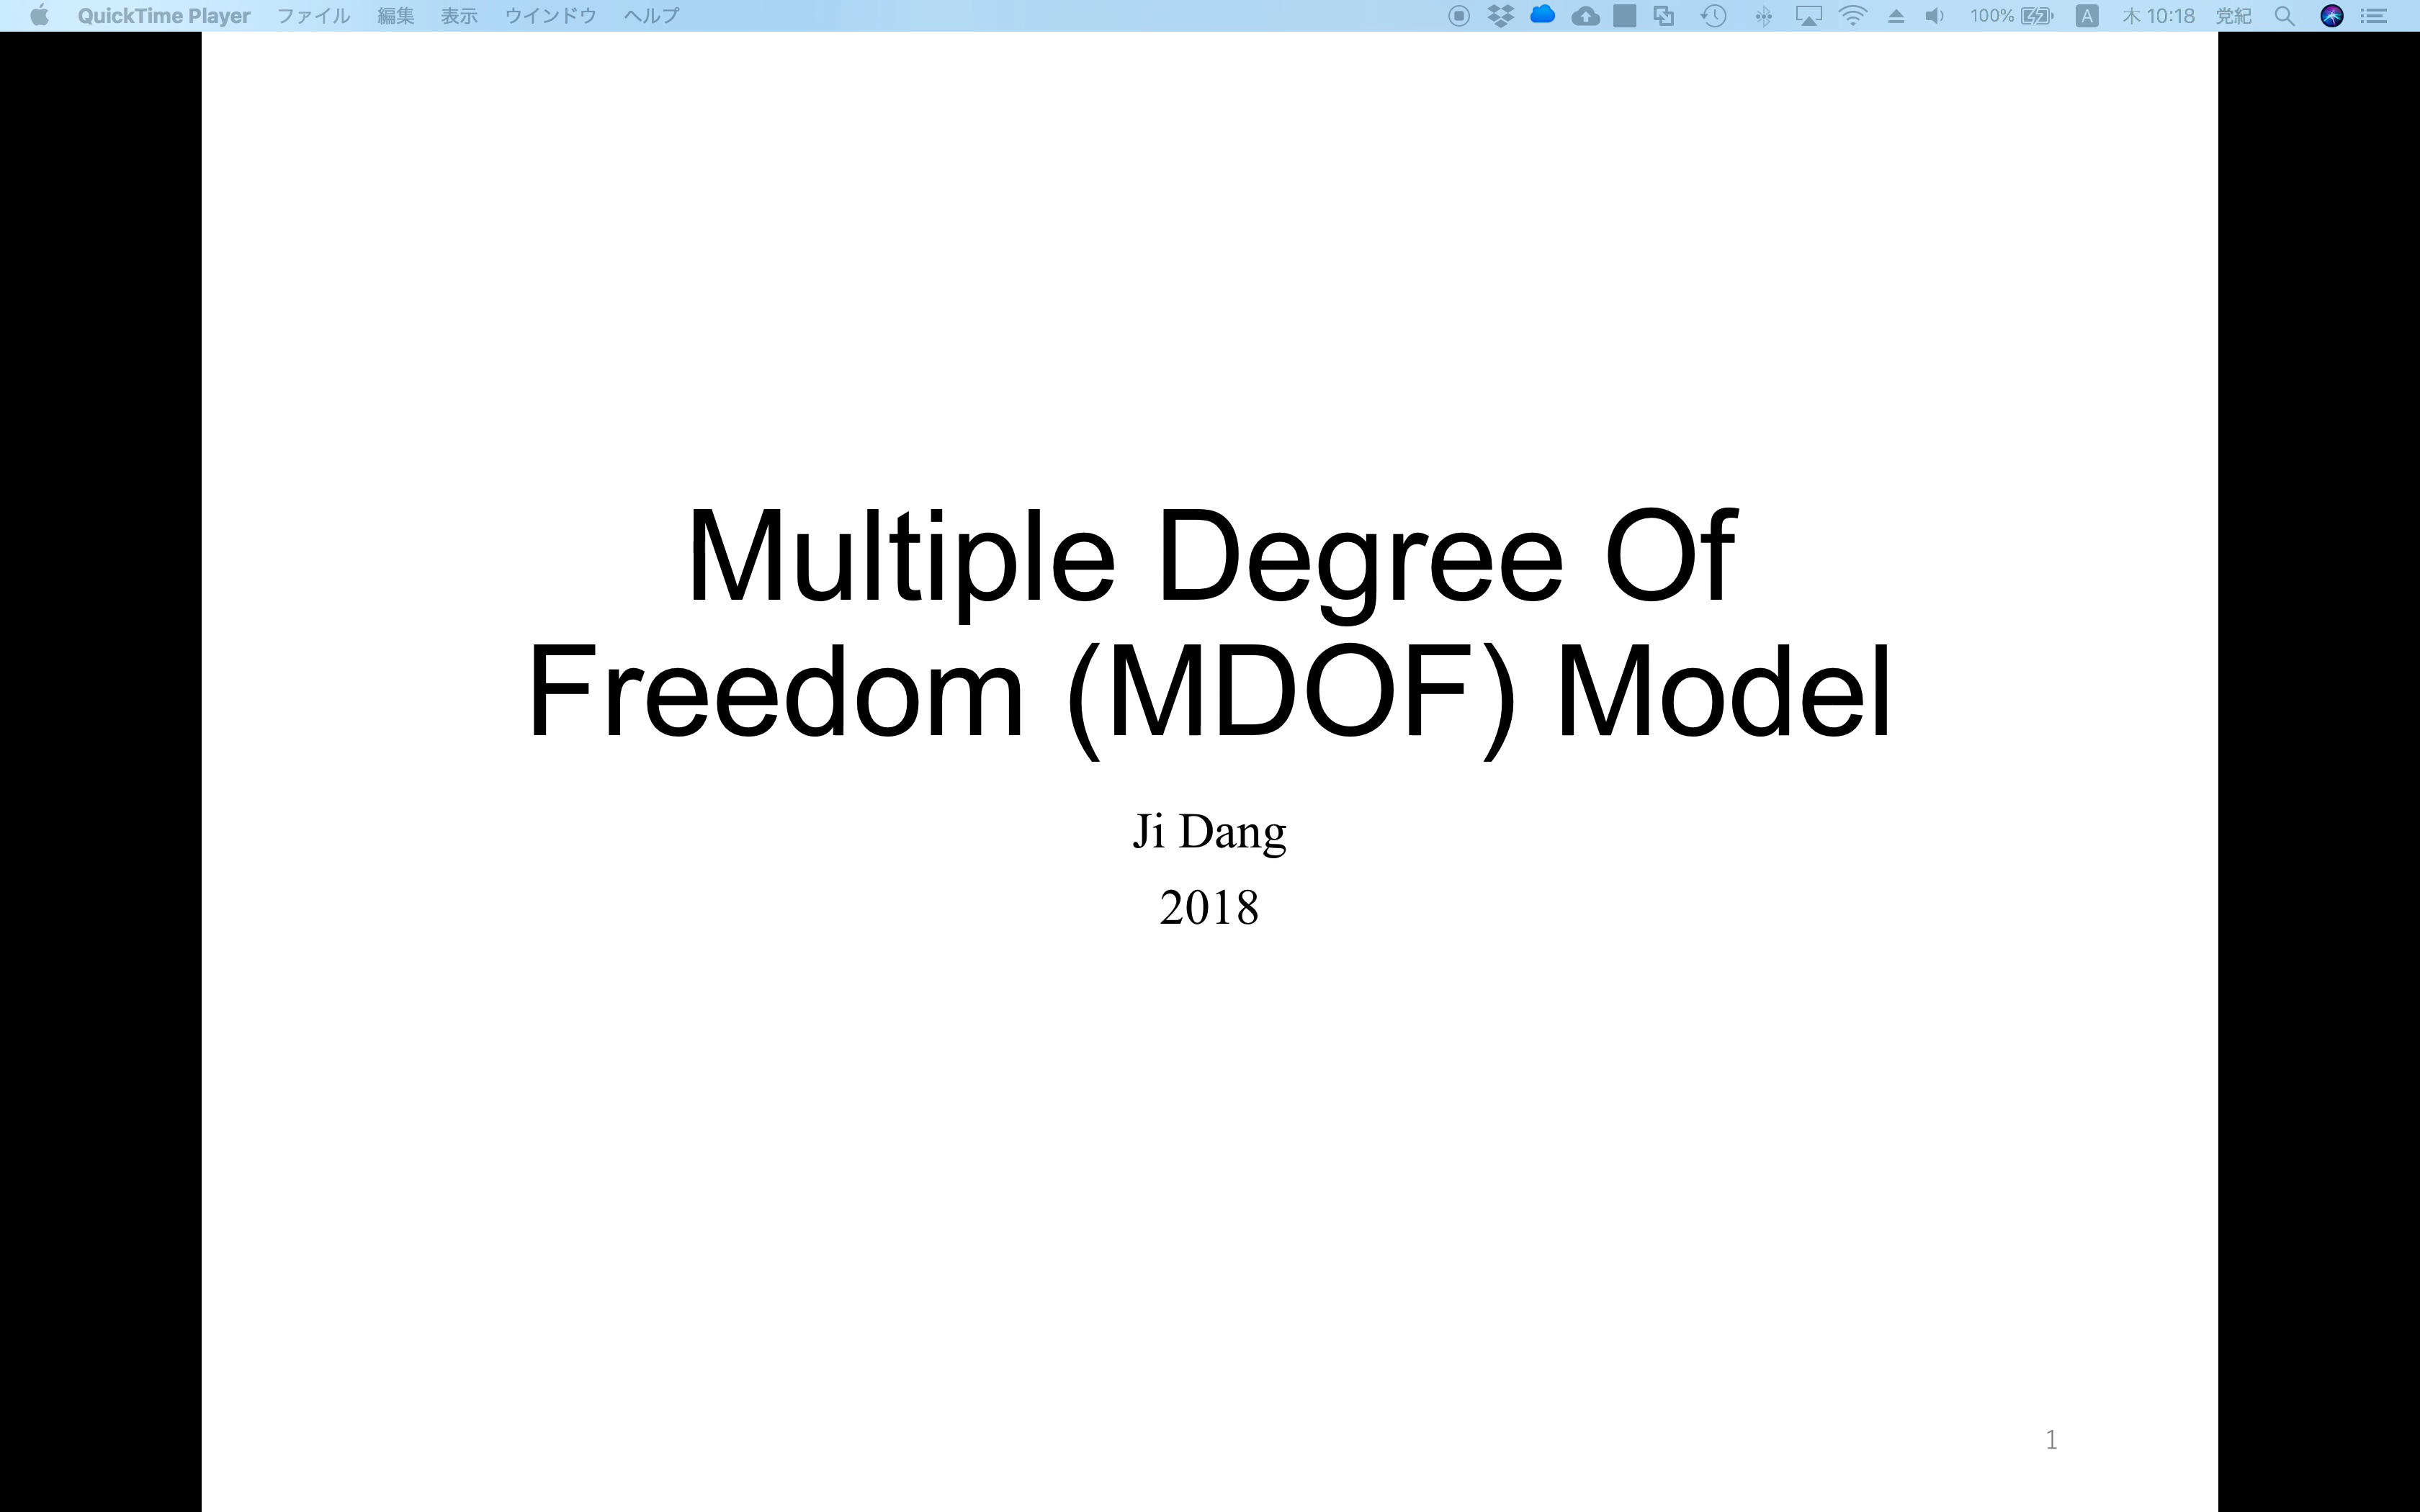 QuickTime Player ファイル 編集 表示 ウインドウ ヘルプ 100% A 木 10:18 党紀
Multiple Degree Of
Freedom (MDOF) Model
Ji Dang
2018
1